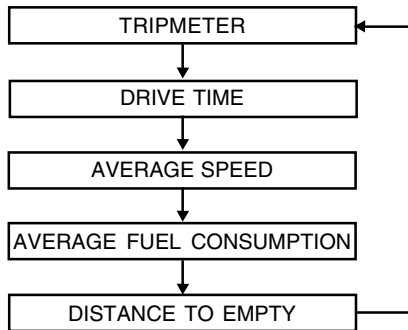 TRIPMETER
DRIVE TIME
AVERAGE SPEED
AVERAGE FUEL CONSUMPTION
DISTANCE TO EMPTY